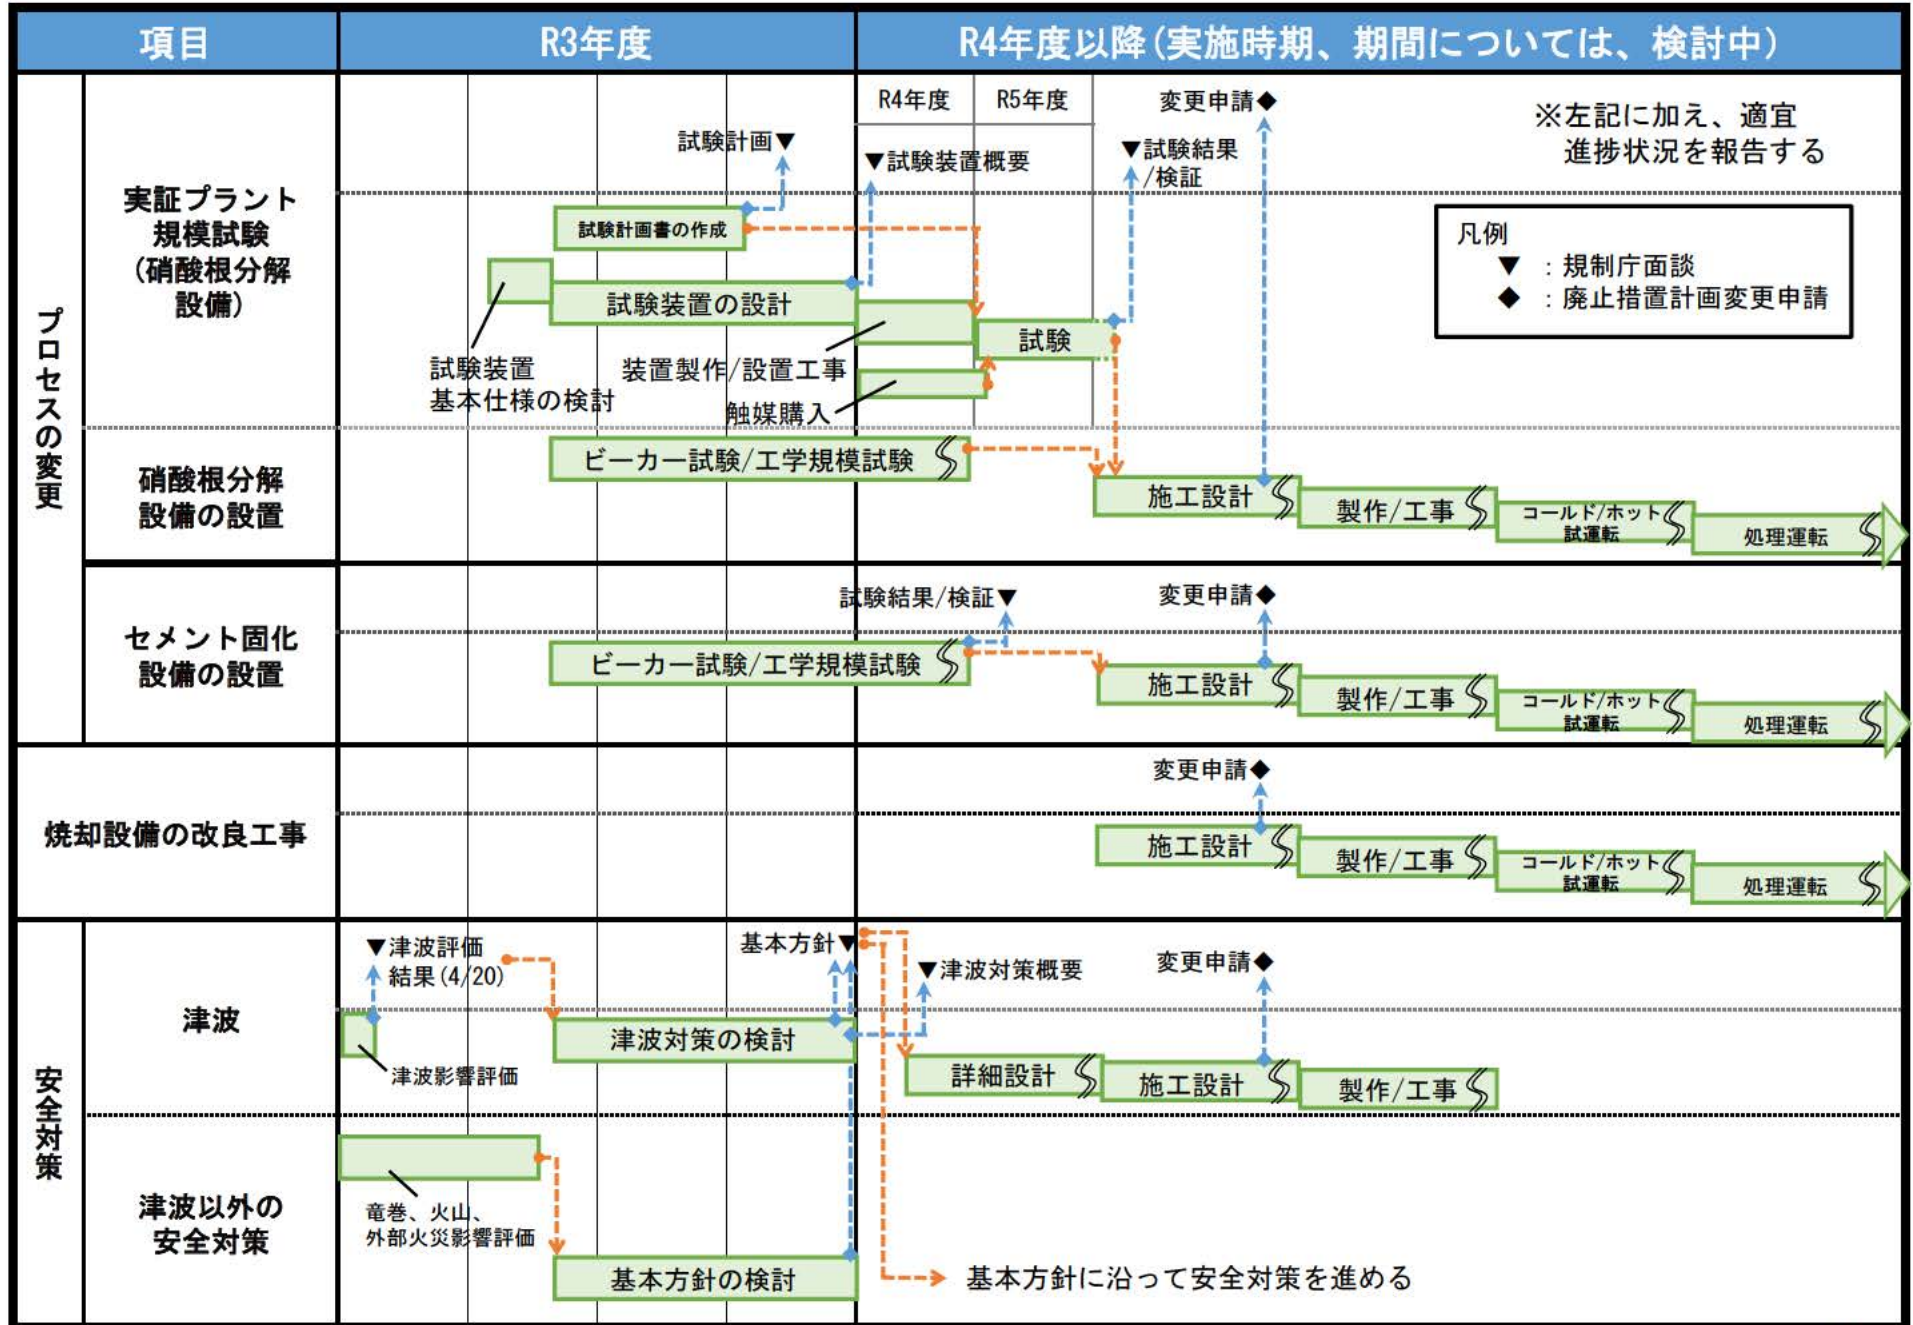 項目
R3年度
R4年度以降(実施時期、期間については、検討中)
プロセスの変更
実証プラント
規模試験
(硝酸根分解
設備)
R4年度
R5年度
変更申請◆
※左記に加え、適宜
進捗状況を報告する
試験計画▼
▼試験装置概要
▼試験結果
/検証
凡例
▼ :規制庁面談
◆ :廃止措置計画変更申請
試験計画書の作成
試験装置の設計
試験
試験装置
基本仕様の検討
装置製作/設置工事
触媒購入
硝酸根分解
設備の設置
ビーカー試験/工学規模試験
施工設計
製作/工事
コールド/ホット
試運転
処理運転
セメント固化
設備の設置
試験結果/検証▼
変更申請◆
ビーカー試験/工学規模試験
施工設計
製作/工事
コールド/ホット
試運転
処理運転
焼却設備の改良工事
変更申請◆
施工設計
製作/工事
コールド/ホット
試運転
処理運転
安全対策
津波
▼津波評価
結果(4/20)
基本方針▼
▼津波対策概要
変更申請◆
津波対策の検討
津波影響評価
詳細設計
施工設計
製作/工事
津波以外の
安全対策
竜巻、火山、
外部火災影響評価
基本方針の検討
基本方針に沿って安全対策を進める